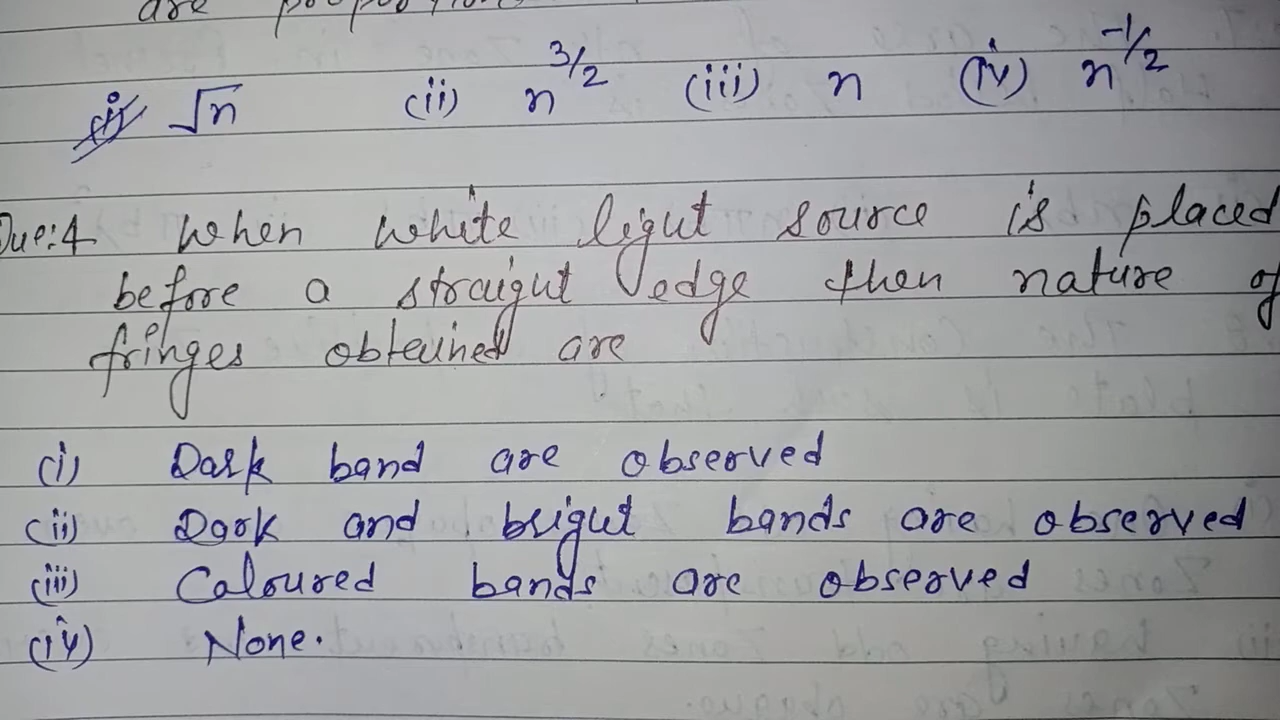 are
(i) √n (ii) n^3/2 (iii) n (iv) n^-1/2
Que:4 When white light source is placed
before a straight edge then nature of
fringes obtained are
(i) Dark band are observed
(ii) Dark and bright bands are observed
(iii) Caloured bands are observed
(iv) None.